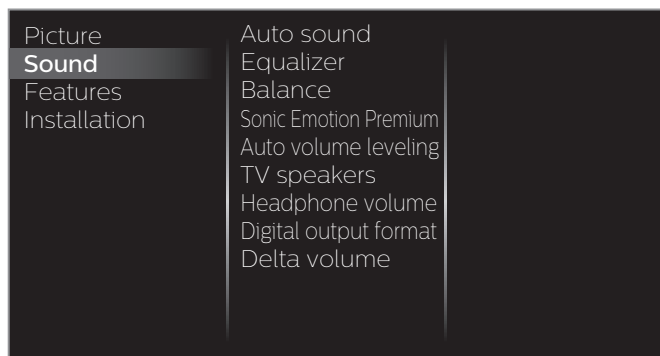 Picture
Sound
Features
Installation
Auto sound
Equalizer
Balance
Sonic Emotion Premium
Auto volume leveling
TV speakers
Headphone volume
Digital output format
Delta volume